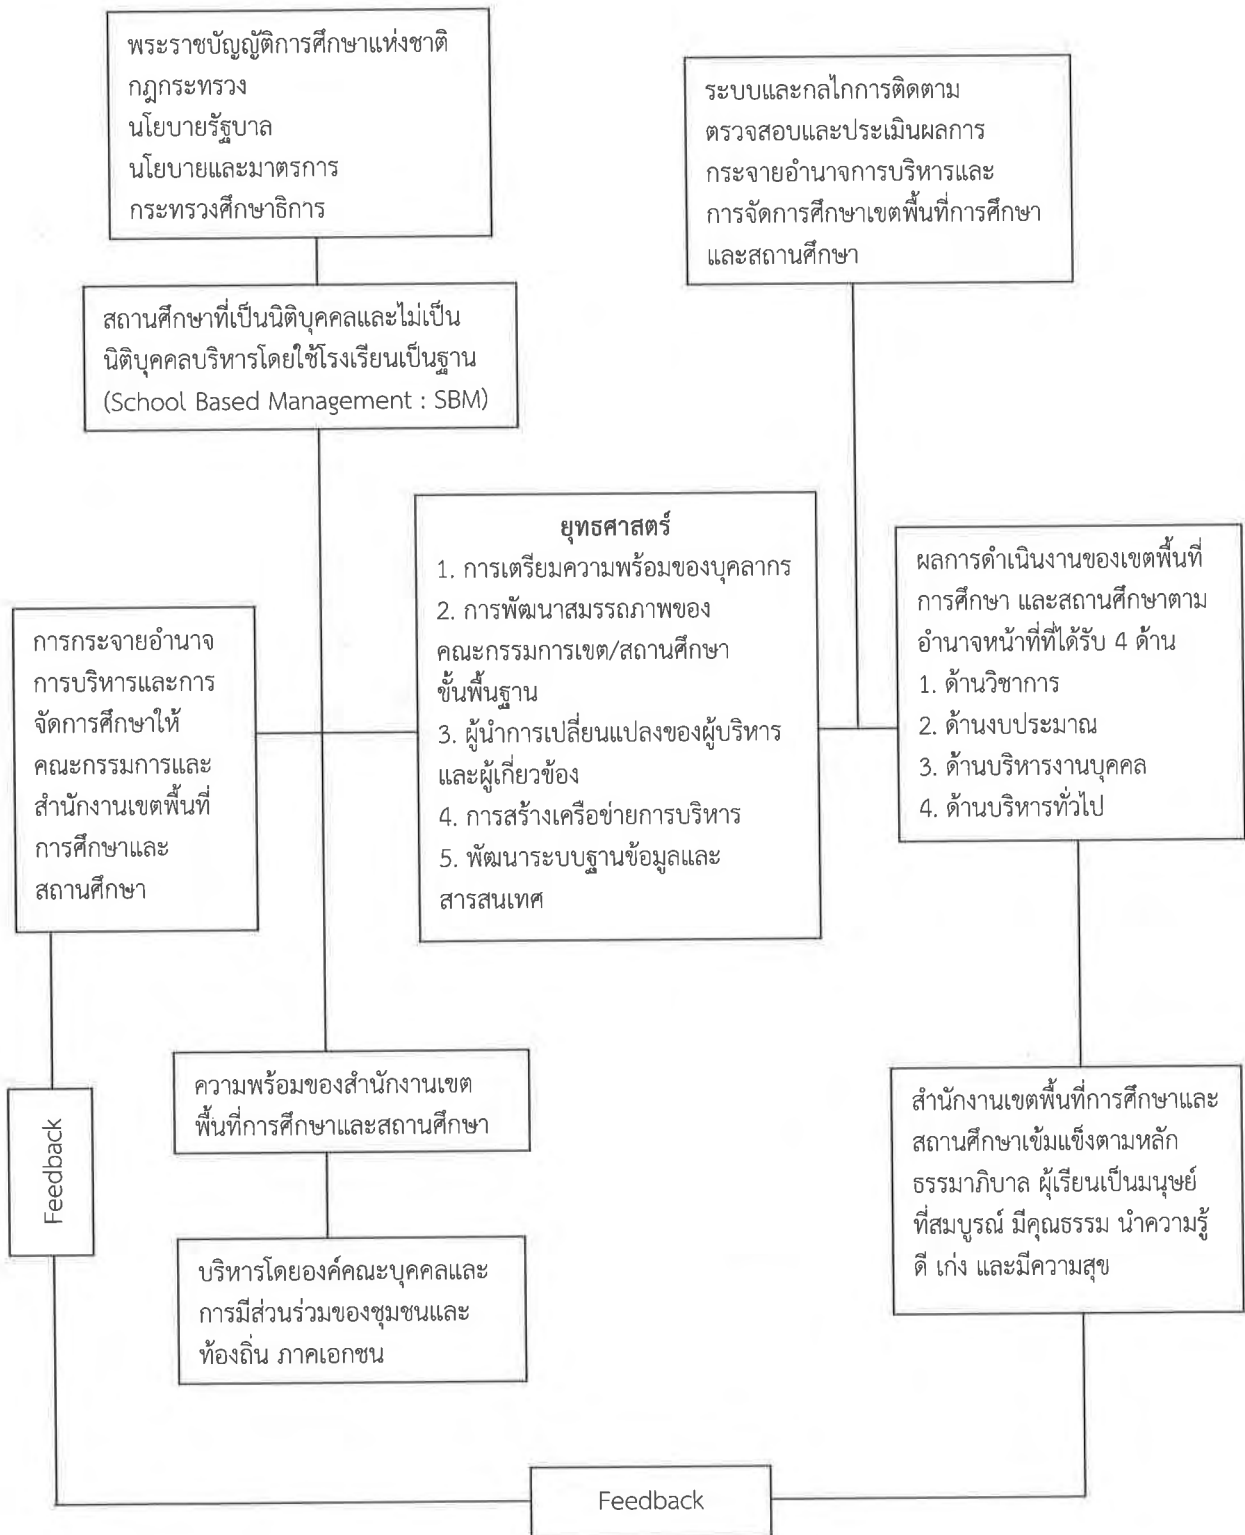 พระราชบัญญัติการศึกษาแห่งชาติ
กฎกระทรวง
นโยบายรัฐบาล
นโยบายและมาตรการ
กระทรวงศึกษาธิการ
ระบบและกลไกการติดตาม
ตรวจสอบและประเมินผลการ
กระจายอำนาจการบริหารและ
การจัดการศึกษาเขตพื้นที่การศึกษา
และสถานศึกษา
สถานศึกษาที่เป็นนิติบุคคลและไม่เป็น
นิติบุคคลบริหารโดยใช้โรงเรียนเป็นฐาน
(School Based Management : SBM)
ยุทธศาสตร์
1. การเตรียมความพร้อมของบุคลากร
2. การพัฒนาสมรรถภาพของ
คณะกรรมการเขต/สถานศึกษา
ขั้นพื้นฐาน
3. ผู้นำการเปลี่ยนแปลงของผู้บริหาร
และผู้เกี่ยวข้อง
4. การสร้างเครือข่ายการบริหาร
5. พัฒนาระบบฐานข้อมูลและ
สารสนเทศ
ผลการดำเนินงานของเขตพื้นที่
การศึกษา และสถานศึกษาตาม
อำนาจหน้าที่ที่ได้รับ 4 ด้าน
1. ด้านวิชาการ
2. ด้านงบประมาณ
3. ด้านบริหารงานบุคคล
4. ด้านบริหารทั่วไป
การกระจายอำนาจ
การบริหารและการ
จัดการศึกษาให้
คณะกรรมการและ
สำนักงานเขตพื้นที่
การศึกษาและ
สถานศึกษา
ความพร้อมของสำนักงานเขต
พื้นที่การศึกษาและสถานศึกษา
สำนักงานเขตพื้นที่การศึกษาและ
สถานศึกษาเข้มแข็งตามหลัก
ธรรมาภิบาล ผุ้เรียนเป็นมนุษย์
ที่สมบูรณ์ มีคุณธรรม นำความรู้
ดี เก่ง และมีความสุข
Feedback
บริหารโดยองค์คณะบุคคลและ
การมีส่วนร่วมของชุมชนและ
ท้องถิ่น ภาคเอกชน
Feedback